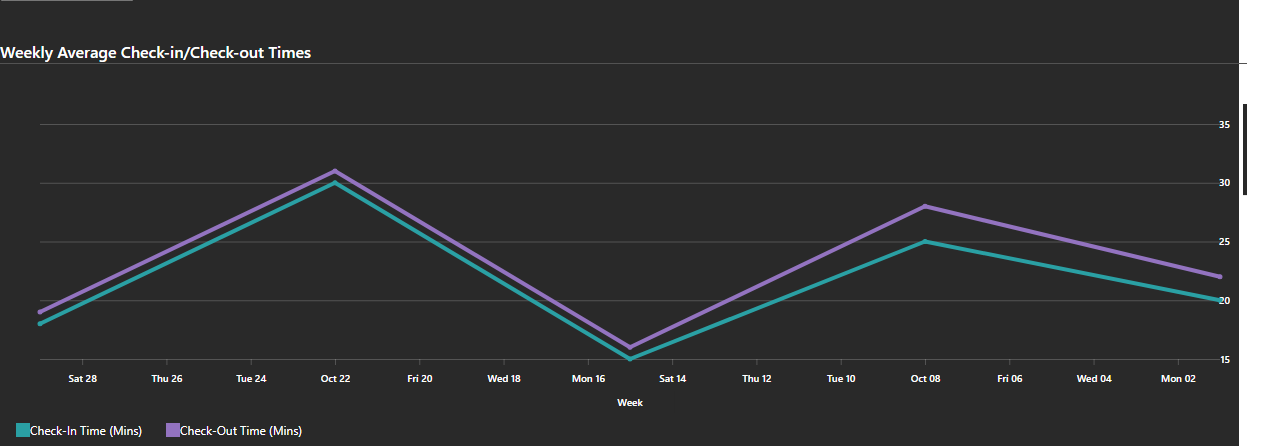 Weekly Average Check-in/Check-out Times
35
30
25
20
15
Sat 28 Thu 26 Tue 24 Oct 22 Fri 20 Wed 18 Mon 16 Sat 14 Thu 12 Tue 10 Oct 08 Fri 06 Wed 04 Mon 02
Week
Check-In Time (Mins) Check-Out Time (Mins)